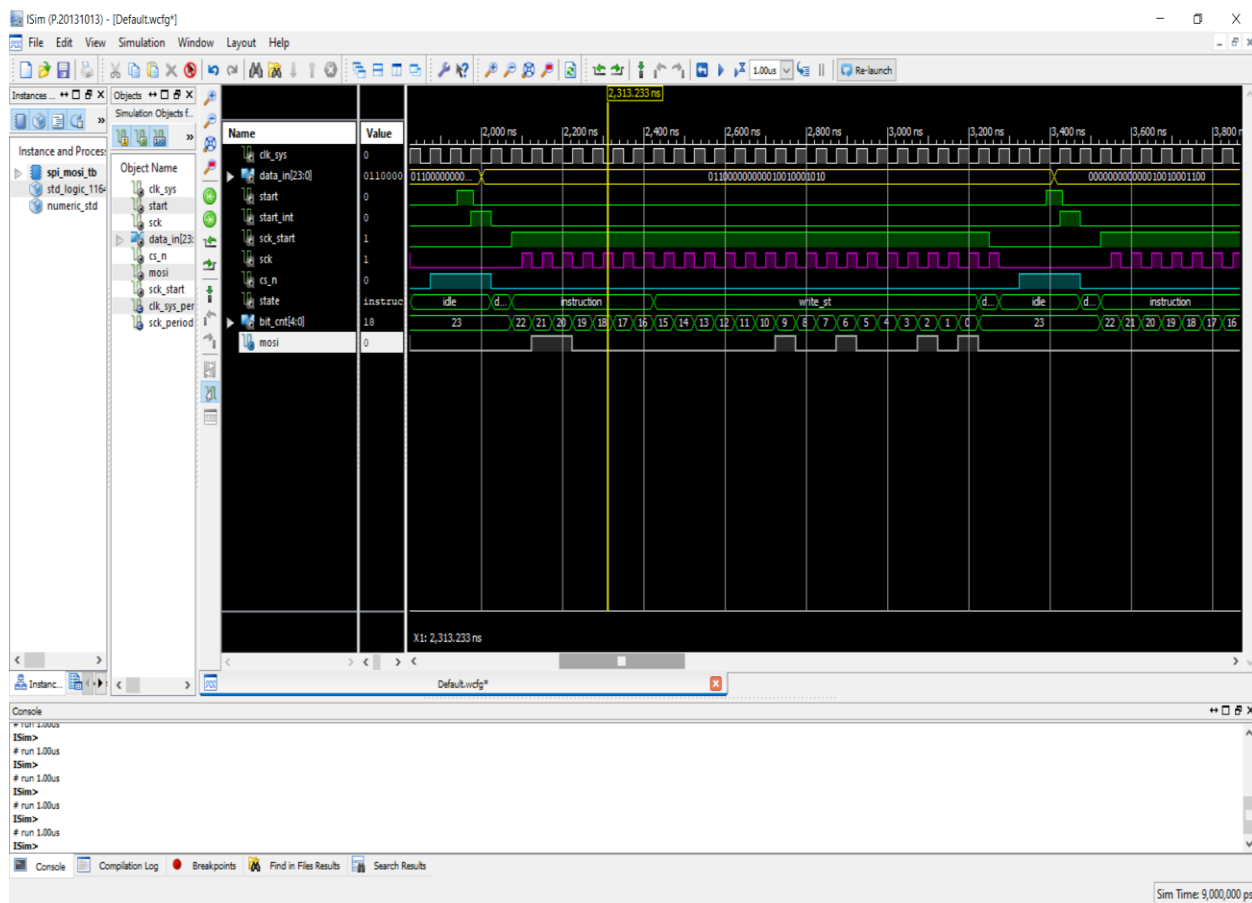 ISim (P.20131013) - [Default.wcfg*]
File Edit View Simulation Window Layout Help
1.00us Re-launch
Instances ... Objects
Simulation Objects f...
Instance and Process
spi_mosi_tb
std_logic_1164
numeric_std
Object Name
clk_sys
start
sck
data_in[23:
cs_n
mosi
sck_start
clk_sys_per
sck_period
2,313.233 ns
2,000 ns 2,200 ns 2,400 ns 2,600 ns 2,800 ns 3,000 ns 3,200 ns 3,400 ns 3,600 ns 3,800 n
Name Value
clk_sys 0
data_in[23:0] 0110000 01100000000... 011000000000100100001010 000000000000100100001100
start 0
start_int 0
sck_start 1
sck 1
cs_n 0
state instruc idle d... instruction write_st d... idle d... instruction
bit_cnt[4:0] 18 23 22 21 20 19 18 17 16 15 14 13 12 11 10 9 8 7 6 5 4 3 2 1 0 23 22 21 20 19 18 17 16
mosi 0
X1: 2,313.233 ns
Instanc...
Default.wcfg*
Console
# run 1.00us
ISim>
# run 1.00us
ISim>
# run 1.00us
ISim>
# run 1.00us
ISim>
# run 1.00us
ISim>
Console Compilation Log Breakpoints Find in Files Results Search Results
Sim Time: 9,000,000 ps